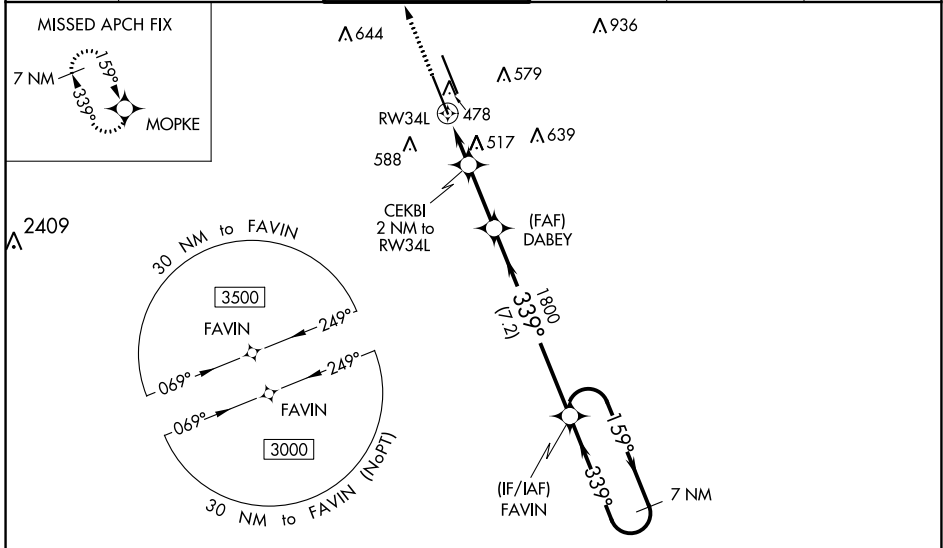 MISSED APCH FIX
7 NM
159°
339°
MOPKE
644
936
579
RW34L
478
588
517
639
CEKBI
2 NM to
RW34L
(FAF)
DABEY
2409
1800
339°
(7.2)
30 NM to FAVIN
3500
FAVIN
249°
069°
249°
069°
FAVIN
3000
30 NM to FAVIN (NoPT)
159°
339°
(IF/IAF)
FAVIN
7 NM